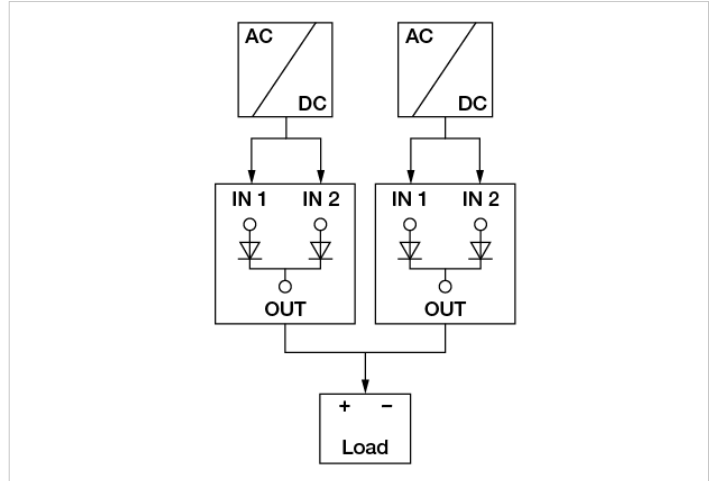 AC
DC
AC
DC
IN 1 IN 2
OUT
IN 1 IN 2
OUT
+ −
Load